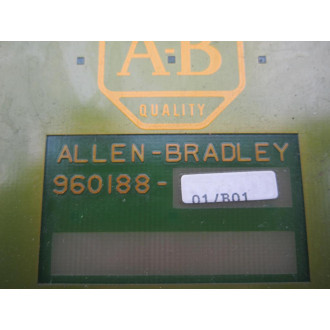 A-B
QUALITY
ALLEN-BRADLEY
960188-
01/B01